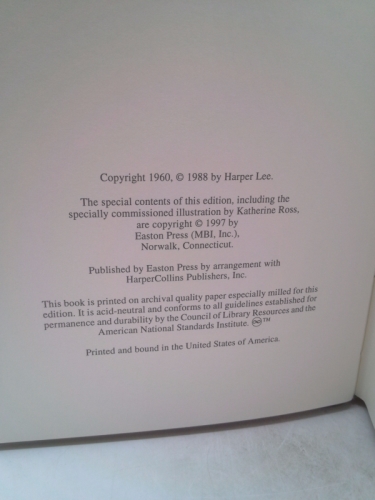 Copyright 1960, © 1988 by Harper Lee.
The special contents of this edition, including the
specially commissioned illustration by Katherine Ross,
are copyright © 1997 by
Easton Press (MBI, Inc.),
Norwalk, Connecticut.
Published by Easton Press by arrangement with
HarperCollins Publishers, Inc.
This book is printed on archival quality paper especially milled for this
edition. It is acid-neutral and conforms to all guidelines established for
permanence and durability by the Council of Library Resources and the
American National Standards Institute. ♾™
Printed and bound in the United States of America.